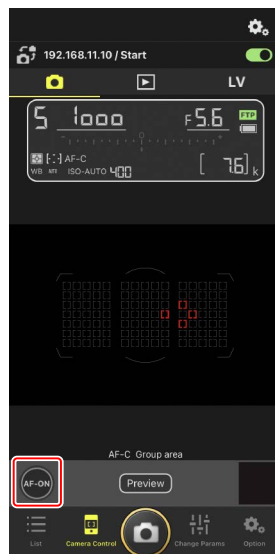 192.168.11.10 / Start
LV
S 1000 F5.6 FTP
AF-C
WB ISO-AUTO 400 [ 7.6] k
AF-C Group area
AF-ON Preview
List Camera Control Change Params Option